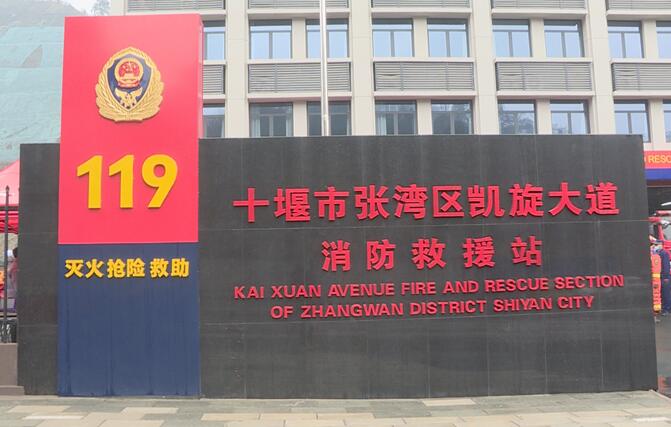 119
灭火 抢险 救助
十堰市张湾区凯旋大道
消防救援站
KAI XUAN AVENUE FIRE AND RESCUE SECTION
OF ZHANGWAN DISTRICT SHIYAN CITY